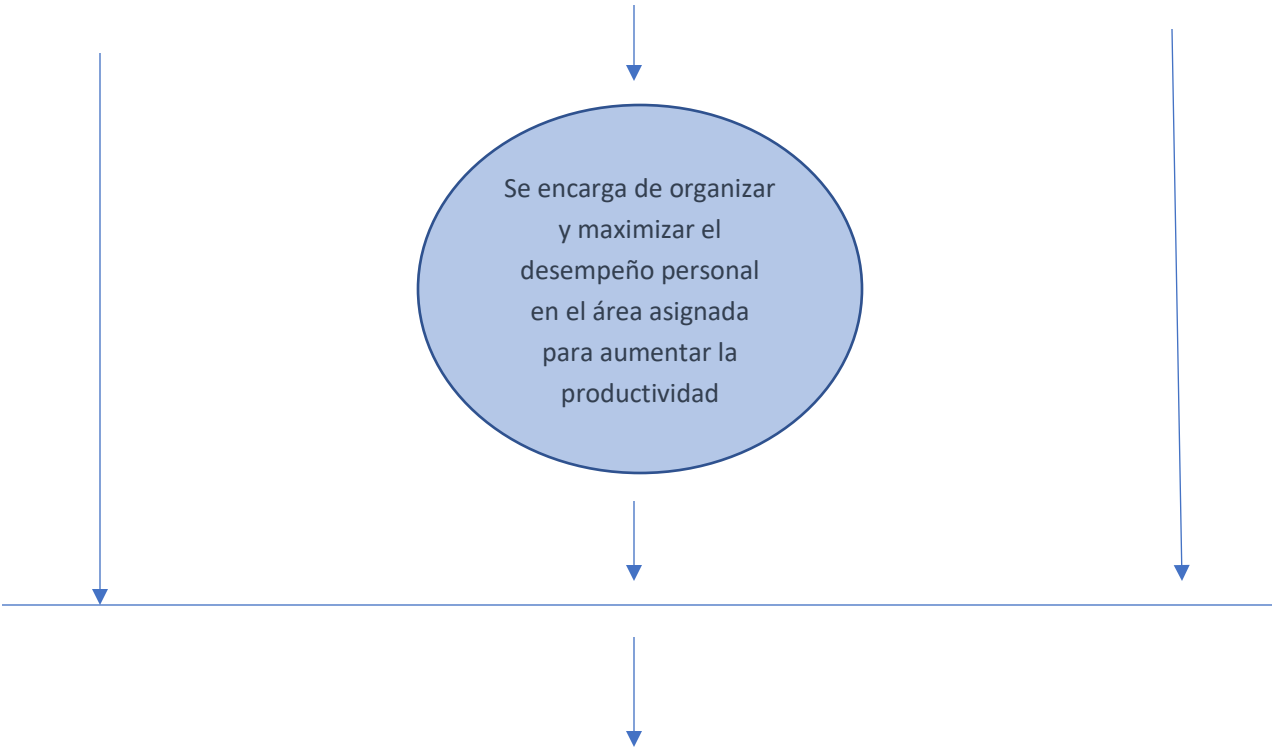 Se encarga de organizar
y maximizar el
desempeño personal
en el área asignada
para aumentar la
productividad